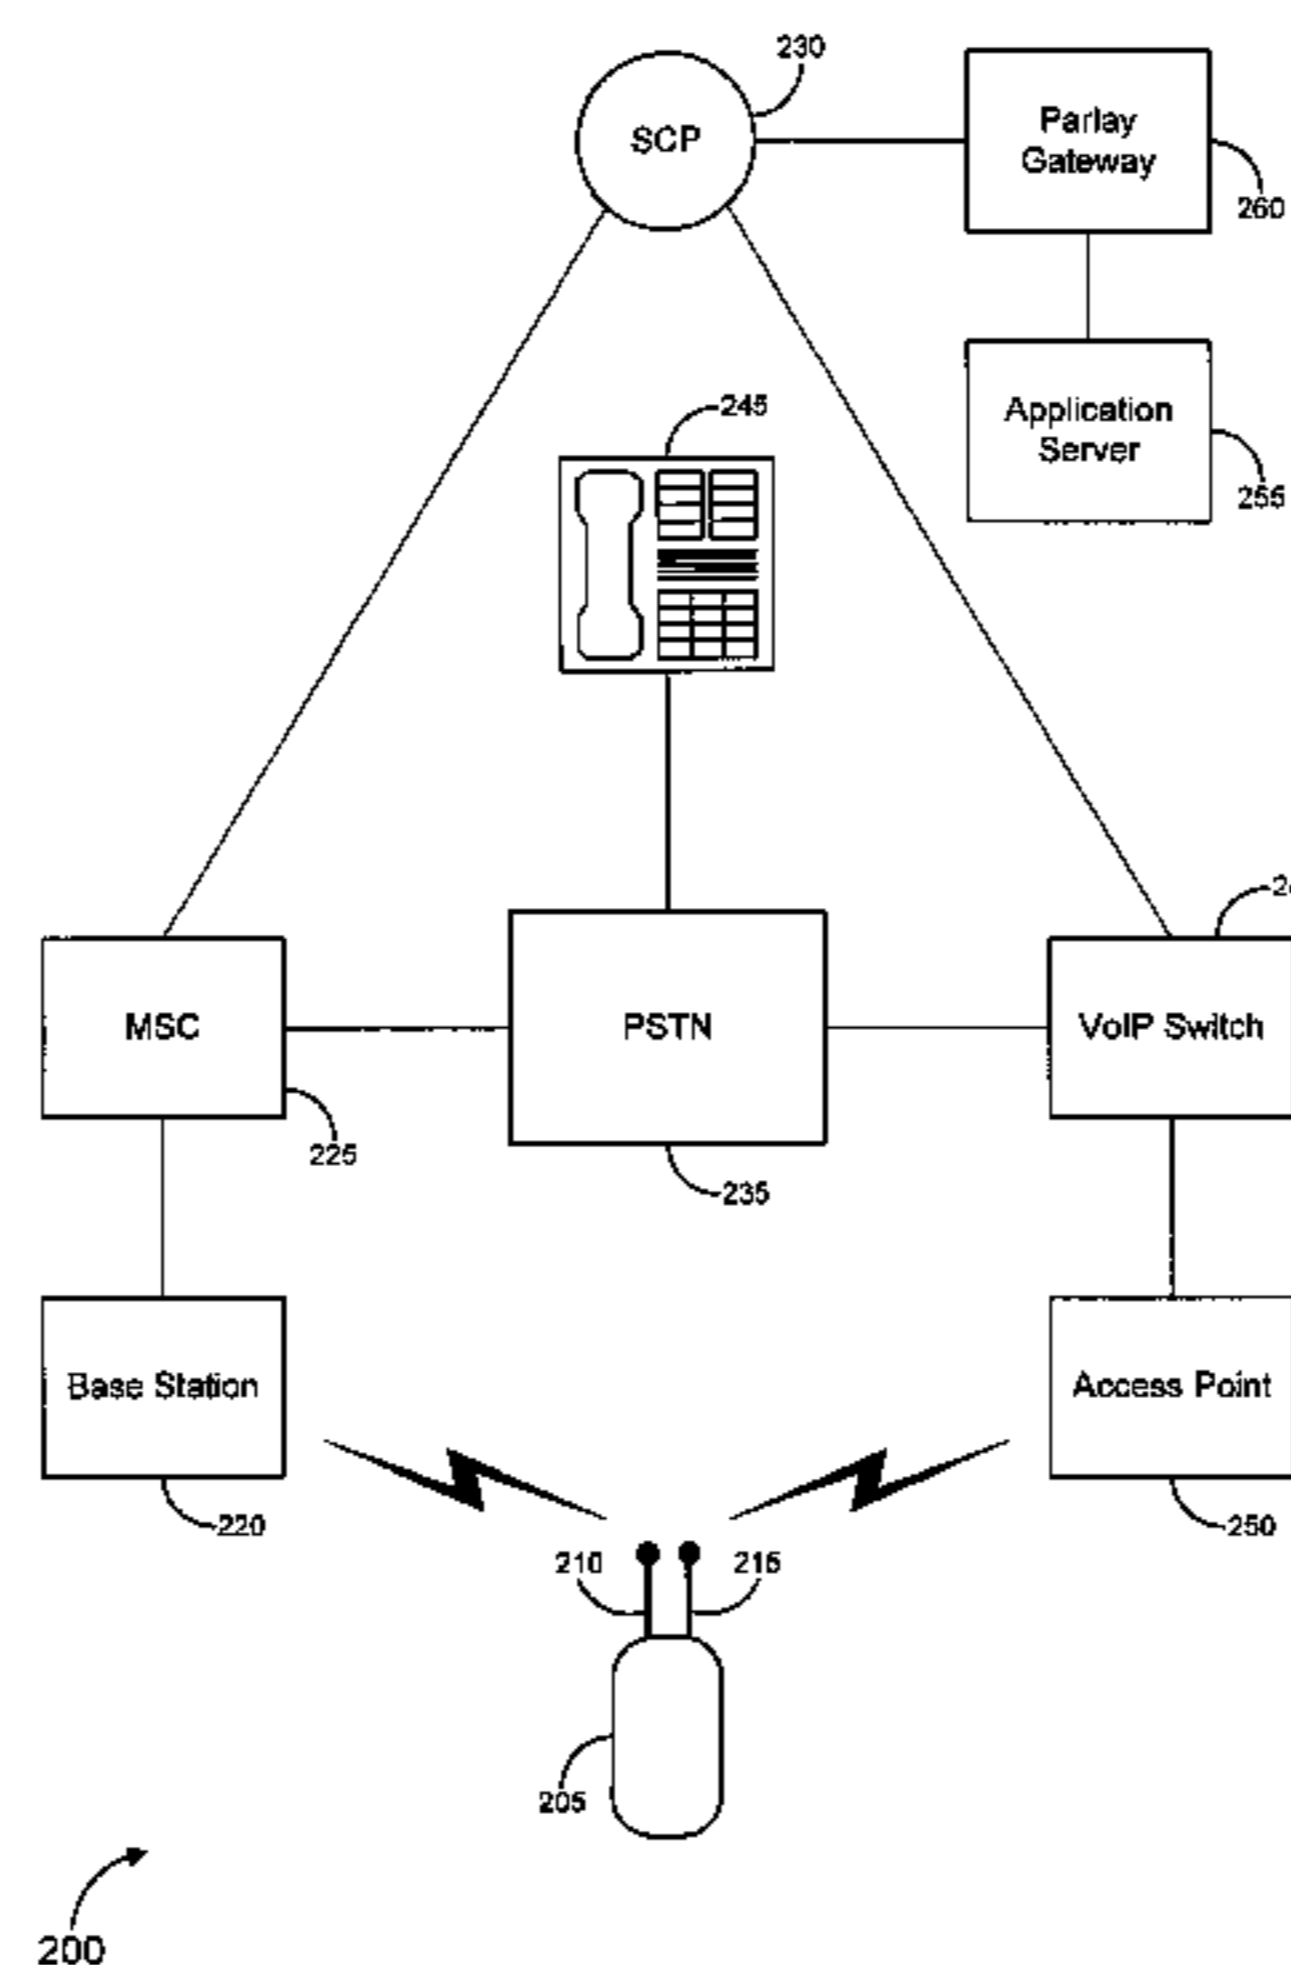 230
SCP
Parlay
Gateway
260
Application
Server
255
245
MSC
PSTN
VoIP Switch
225
235
Base Station
Access Point
220
250
210
215
205
200